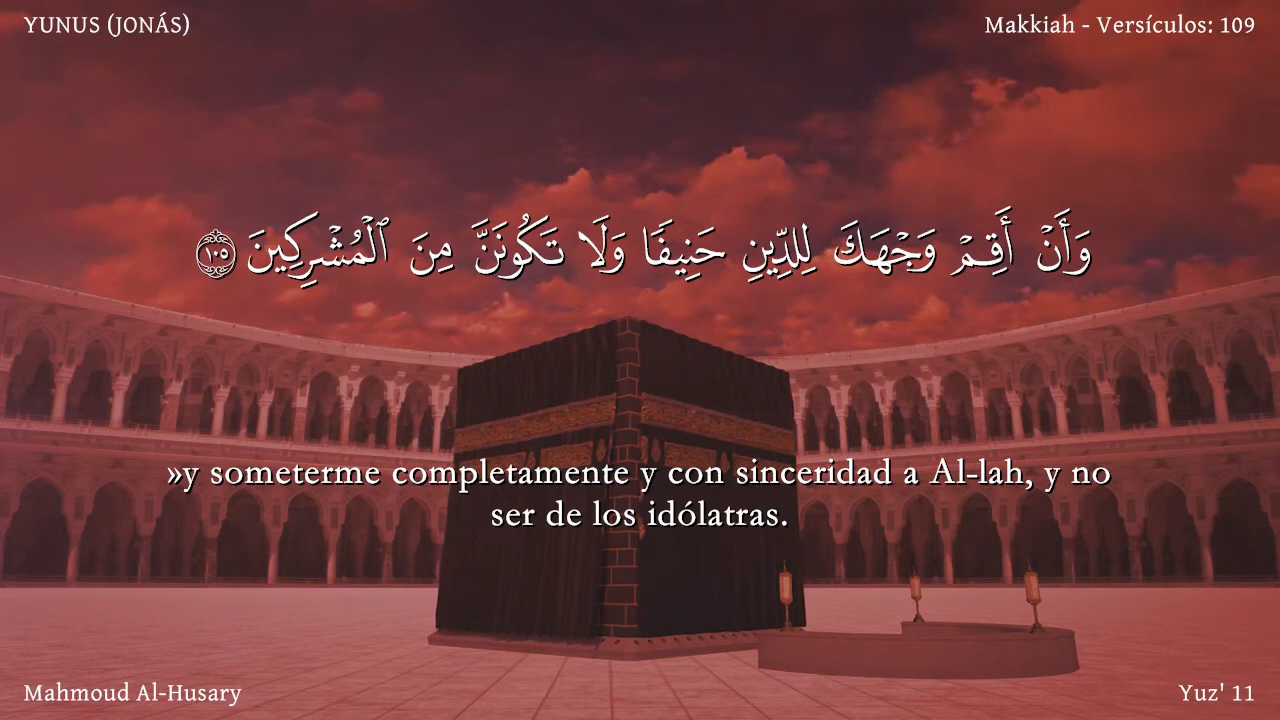 YUNUS (JONÁS)
Makkiah - Versículos: 109
وَأَنْ أَقِمْ وَجْهَكَ لِلدِّينِ حَنِيفًا وَلَا تَكُونَنَّ مِنَ ٱلْمُشْرِكِينَ ١٠٥
»y someterme completamente y con sinceridad a Al-lah, y no
ser de los idólatras.
Mahmoud Al-Husary
Yuz' 11